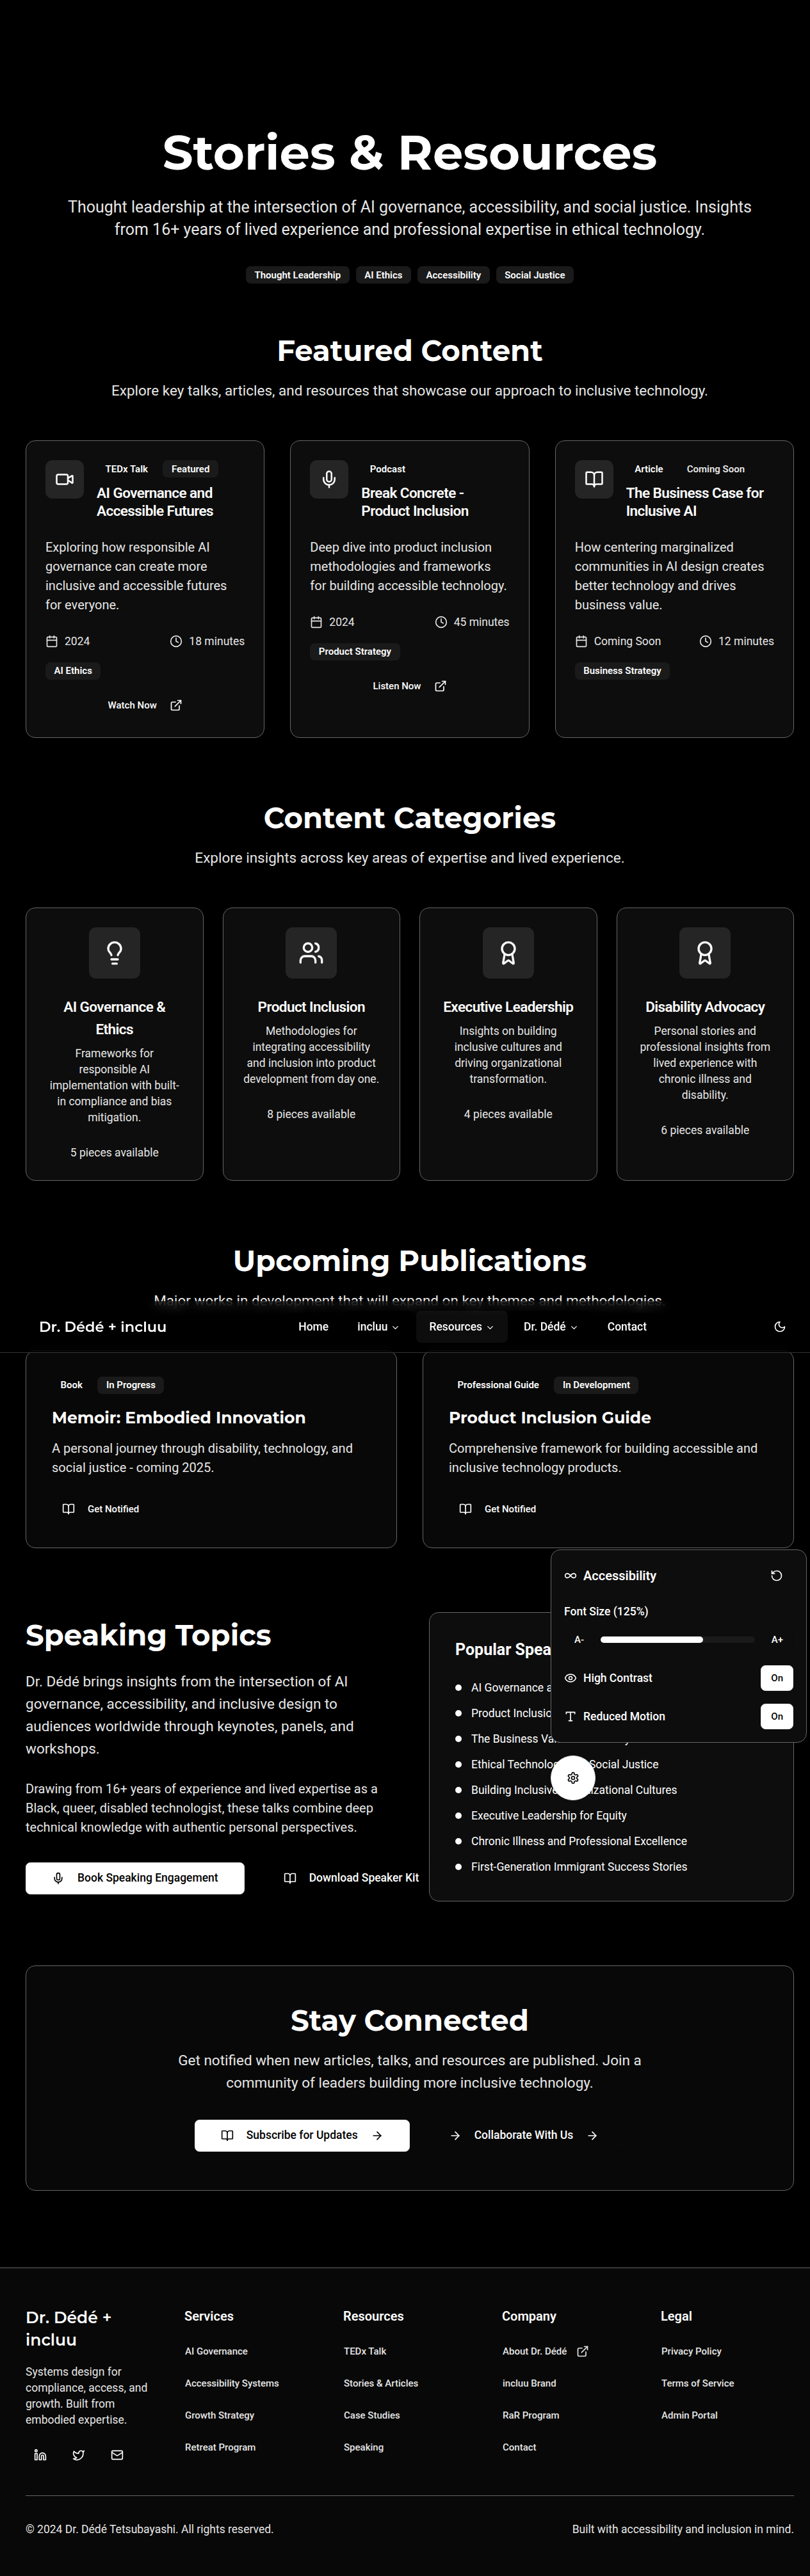 Stories & Resources
Thought leadership at the intersection of AI governance, accessibility, and social justice. Insights
from 16+ years of lived experience and professional expertise in ethical technology.
Thought Leadership
AI Ethics
Accessibility
Social Justice
Featured Content
Explore key talks, articles, and resources that showcase our approach to inclusive technology.
TEDx Talk
Featured
AI Governance and
Accessible Futures
Exploring how responsible AI
governance can create more
inclusive and accessible futures
for everyone.
2024
18 minutes
AI Ethics
Watch Now
Podcast
Break Concrete -
Product Inclusion
Deep dive into product inclusion
methodologies and frameworks
for building accessible technology.
2024
45 minutes
Product Strategy
Listen Now
Article
Coming Soon
The Business Case for
Inclusive AI
How centering marginalized
communities in AI design creates
better technology and drives
business value.
Coming Soon
12 minutes
Business Strategy
Content Categories
Explore insights across key areas of expertise and lived experience.
AI Governance &
Ethics
Frameworks for
responsible AI
implementation with built-
in compliance and bias
mitigation.
5 pieces available
Product Inclusion
Methodologies for
integrating accessibility
and inclusion into product
development from day one.
8 pieces available
Executive Leadership
Insights on building
inclusive cultures and
driving organizational
transformation.
4 pieces available
Disability Advocacy
Personal stories and
professional insights from
lived experience with
chronic illness and
disability.
6 pieces available
Upcoming Publications
Major works in development that will expand on key themes and methodologies.
Dr. Dédé + incluu
Home
incluu
Resources
Dr. Dédé
Contact
Book
In Progress
Memoir: Embodied Innovation
A personal journey through disability, technology, and
social justice - coming 2025.
Get Notified
Professional Guide
In Development
Product Inclusion Guide
Comprehensive framework for building accessible and
inclusive technology products.
Get Notified
Accessibility
Font Size (125%)
A-
A+
High Contrast
On
Reduced Motion
On
Speaking Topics
Dr. Dédé brings insights from the intersection of AI
governance, accessibility, and inclusive design to
audiences worldwide through keynotes, panels, and
workshops.
Drawing from 16+ years of experience and lived expertise as a
Black, queer, disabled technologist, these talks combine deep
technical knowledge with authentic personal perspectives.
Book Speaking Engagement
Download Speaker Kit
Popular Spea
AI Governance a
Product Inclusio
The Business Va
Ethical Technolo Social Justice
Building Inclusive izational Cultures
Executive Leadership for Equity
Chronic Illness and Professional Excellence
First-Generation Immigrant Success Stories
Stay Connected
Get notified when new articles, talks, and resources are published. Join a
community of leaders building more inclusive technology.
Subscribe for Updates
Collaborate With Us
Dr. Dédé +
incluu
Systems design for
compliance, access, and
growth. Built from
embodied expertise.
Services
AI Governance
Accessibility Systems
Growth Strategy
Retreat Program
Resources
TEDx Talk
Stories & Articles
Case Studies
Speaking
Company
About Dr. Dédé
incluu Brand
RaR Program
Contact
Legal
Privacy Policy
Terms of Service
Admin Portal
© 2024 Dr. Dédé Tetsubayashi. All rights reserved.
Built with accessibility and inclusion in mind.